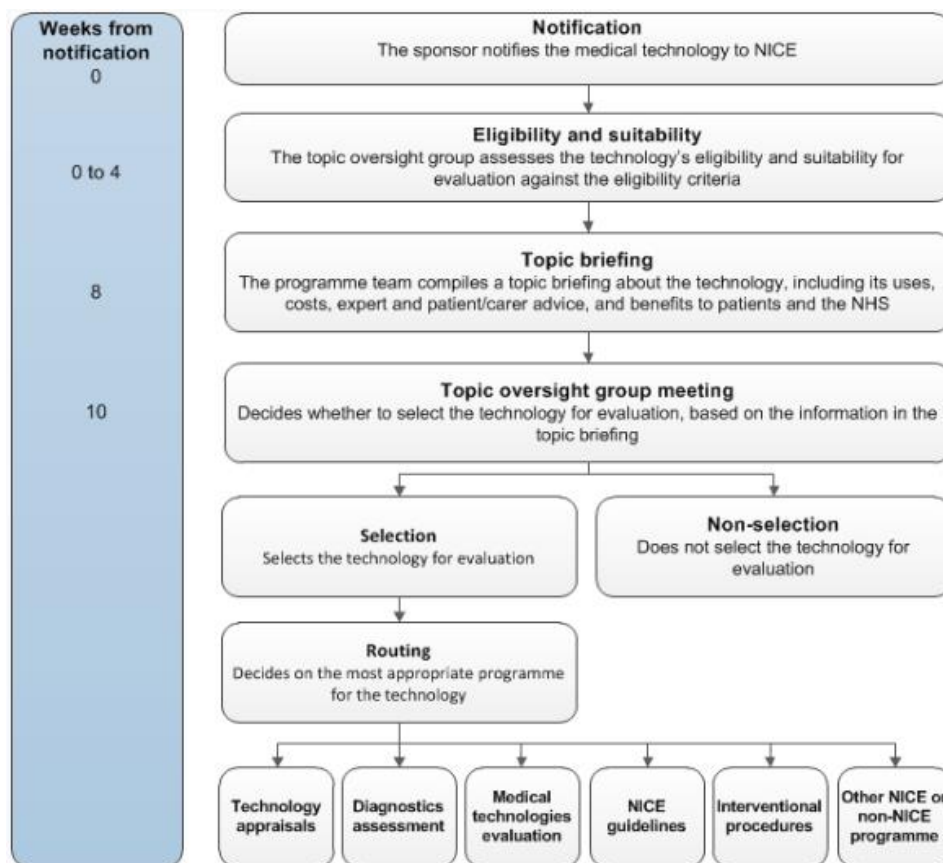 Weeks from
notification
0
0 to 4
8
10
Notification
The sponsor notifies the medical technology to NICE
Eligibility and suitability
The topic oversight group assesses the technology's eligibility and suitability for
evaluation against the eligibility criteria
Topic briefing
The programme team compiles a topic briefing about the technology, including its uses,
costs, expert and patient/carer advice, and benefits to patients and the NHS
Topic oversight group meeting
Decides whether to select the technology for evaluation, based on the information in the
topic briefing
Selection
Selects the technology for evaluation
Non-selection
Does not select the technology for
evaluation
Routing
Decides on the most appropriate programme
for the technology
Technology
appraisals
Diagnostics
assessment
Medical
technologies
evaluation
NICE
guidelines
Interventional
procedures
Other NICE or
non-NICE
programme